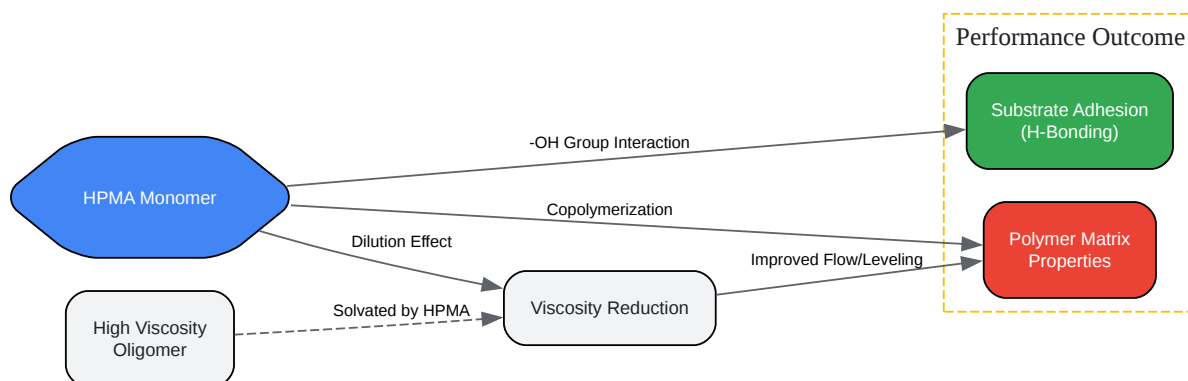 Performance Outcome
Substrate Adhesion
(H-Bonding)
-OH Group Interaction
HPMA Monomer
Copolymerization
Dilution Effect
Polymer Matrix
Properties
Improved Flow/Leveling
Solvated by HPMA
Viscosity Reduction
High Viscosity
Oligomer